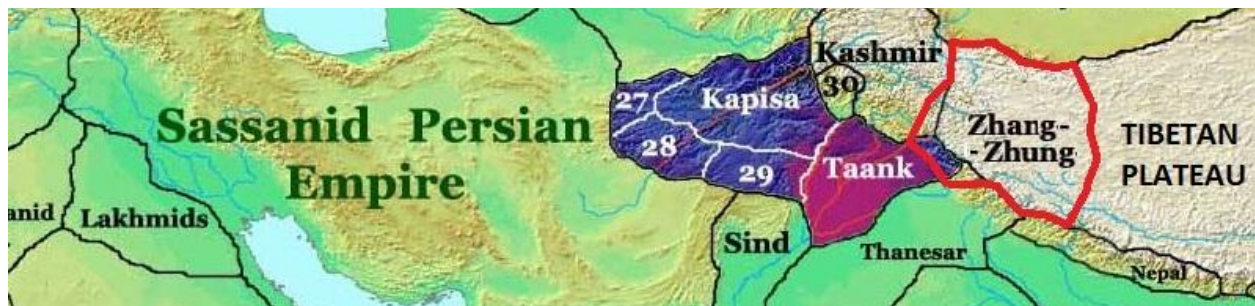 Sassanid Persian
Empire
anid
Lakhmids
27
28
29
Kapisa
Kashmir
30
Taank
Sind
Thanesar
Zhang-
-Zhung
TIBETAN
PLATEAU
Nepal